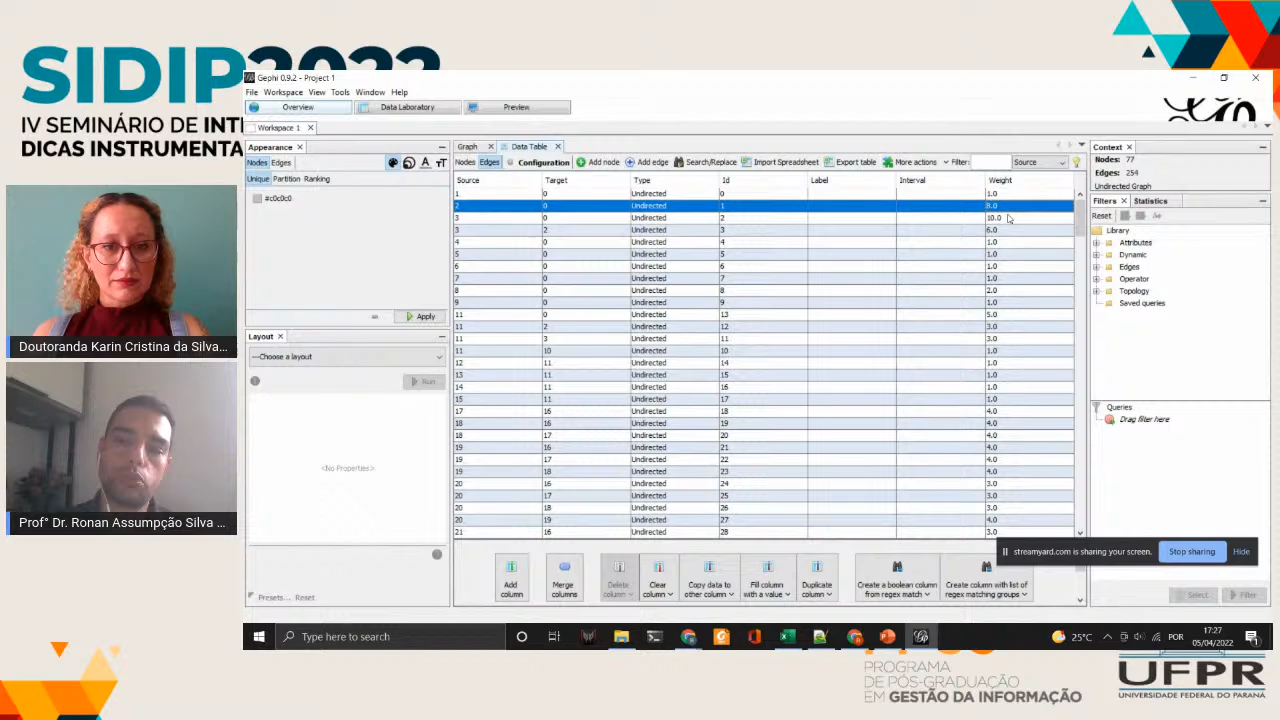 SIDIP2022
IV SEMINÁRIO DE INT
DICAS INSTRUMENTA
Doutoranda Karin Cristina da Silva...
Profº Dr. Ronan Assumpção Silva ...
Gephi 0.9.2 - Project 1
File Workspace View Tools Window Help
Overview Data Laboratory Preview
Workspace 1
Appearance
Nodes Edges
Unique Partition Ranking
#c0c0c0
Apply
Layout
---Choose a layout
Run
<No Properties>
Presets... Reset
Graph Data Table
Nodes Edges Configuration Add node Add edge Search/Replace Import Spreadsheet Export table More actions Filter: Source
Source Target Type Id Label Interval Weight
1 0 Undirected 0 1.0
2 0 Undirected 1 8.0
3 0 Undirected 2 10.0
3 2 Undirected 3 6.0
4 0 Undirected 4 1.0
5 0 Undirected 5 1.0
6 0 Undirected 6 1.0
7 0 Undirected 7 1.0
8 0 Undirected 8 2.0
9 0 Undirected 9 1.0
11 0 Undirected 13 5.0
11 2 Undirected 12 3.0
11 3 Undirected 11 3.0
11 10 Undirected 10 1.0
12 11 Undirected 14 1.0
13 11 Undirected 15 1.0
14 11 Undirected 16 1.0
15 11 Undirected 17 1.0
17 16 Undirected 18 4.0
18 16 Undirected 19 4.0
18 17 Undirected 20 4.0
19 16 Undirected 21 4.0
19 17 Undirected 22 4.0
19 18 Undirected 23 4.0
20 16 Undirected 24 3.0
20 17 Undirected 25 3.0
20 18 Undirected 26 3.0
20 19 Undirected 27 4.0
21 16 Undirected 28 3.0
Add column
Merge columns
Delete column
Clear column
Copy data to other column
Fill column with a value
Duplicate column
Create a boolean column from regex match
Create column with list of regex matching groups
Context
Nodes: 77
Edges: 254
Undirected Graph
Filters Statistics
Reset
Library
Attributes
Dynamic
Edges
Operator
Topology
Saved queries
Queries
Drag filter here
Select Filter
streamyard.com is sharing your screen. Stop sharing Hide
Type here to search
25°C POR 17:27
05/04/2022
PROGRAMA
DE PÓS-GRADUAÇÃO
EM GESTÃO DA INFORMAÇÃO
UFPR
UNIVERSIDADE FEDERAL DO PARANÁ